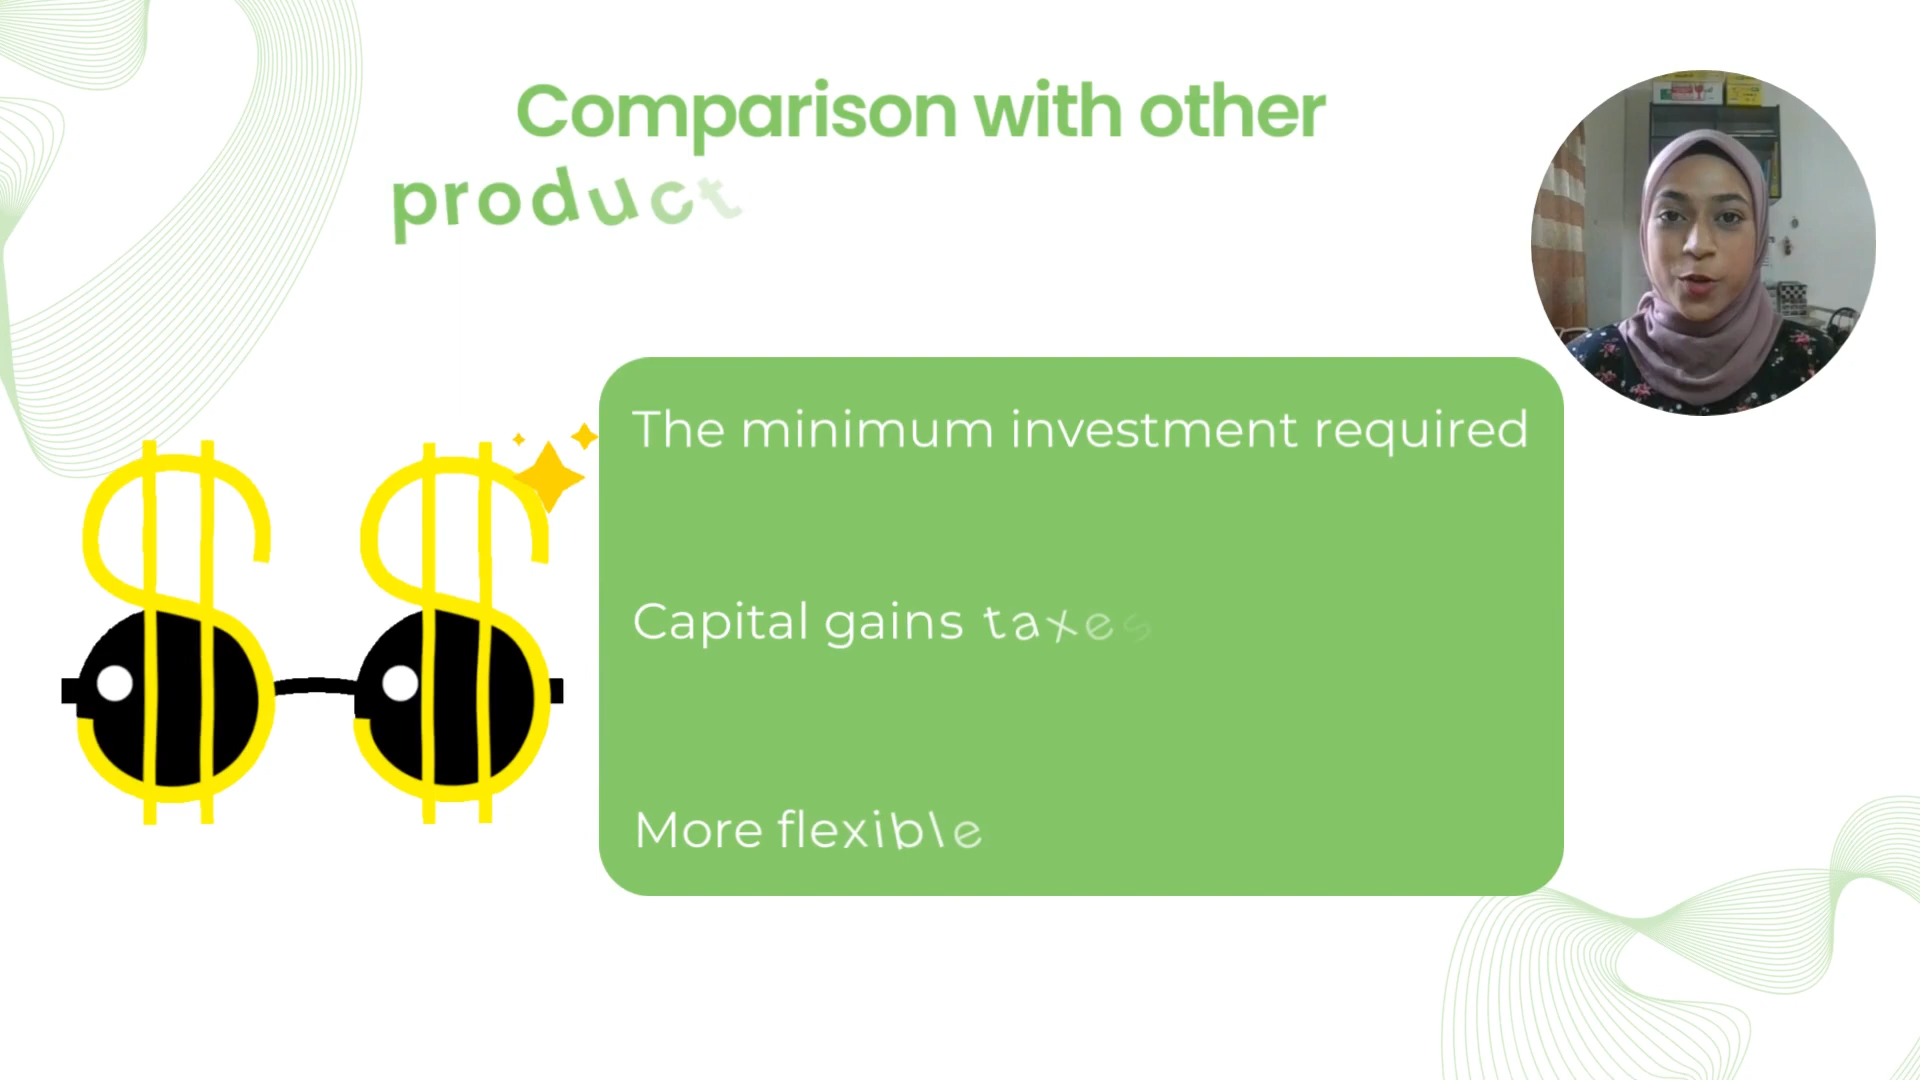 Comparison with other
product
The minimum investment required
Capital gains taxes
More flexible